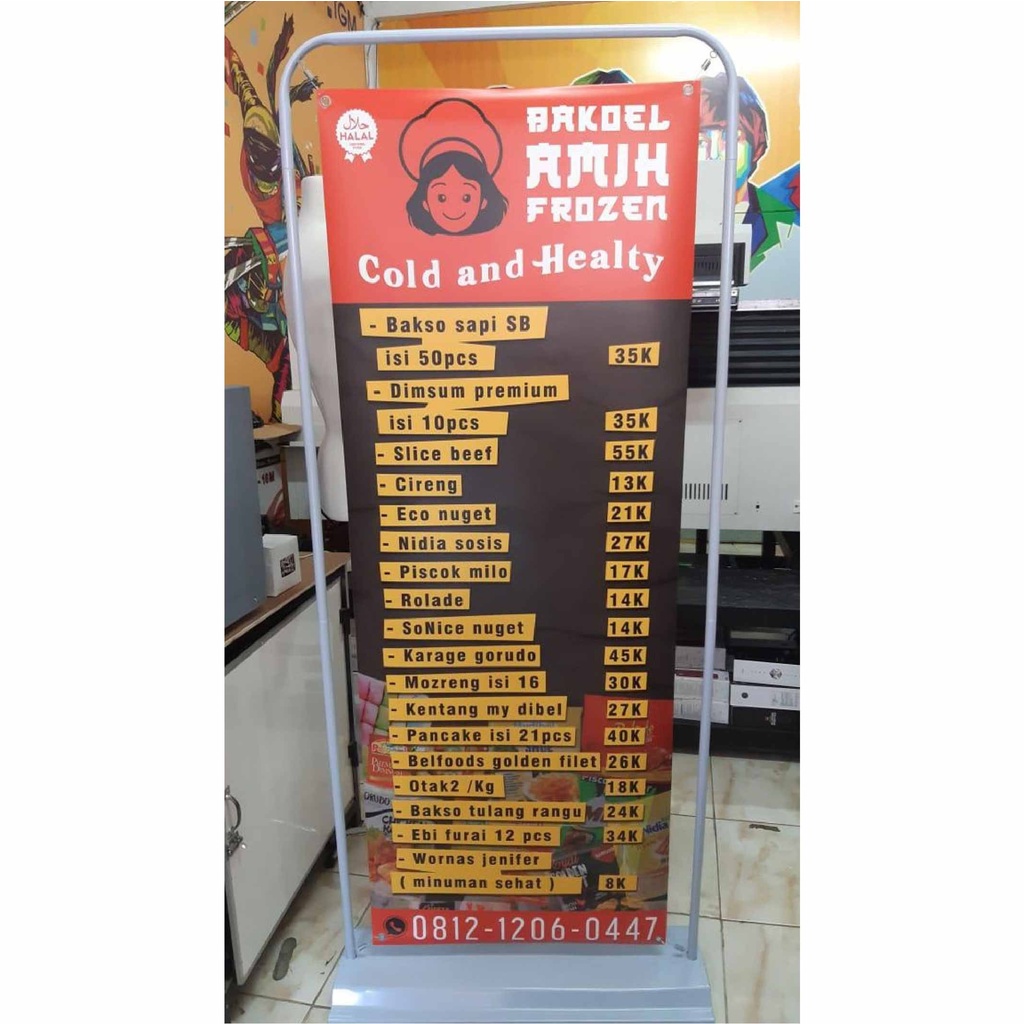 IGM
حلال
HALAL
BAKOEL
AMIH
FROZEN
Cold and Healty
- Bakso sapi SB
isi 50pcs 35K
- Dimsum premium
isi 10pcs 35K
- Slice beef 55K
- Cireng 13K
- Eco nuget 21K
- Nidia sosis 27K
- Piscok milo 17K
- Rolade 14K
- SoNice nuget 14K
- Karage gorudo 45K
- Mozreng isi 16 30K
- Kentang my dibel 27K
- Pancake isi 21pcs 40K
- Belfoods golden filet 26K
- Otak2 /Kg 18K
- Bakso tulang rangu 24K
- Ebi furai 12 pcs 34K
- Wornas jenifer
( minuman sehat ) 8K
0812-1206-0447